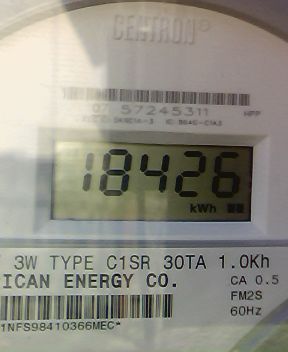 CENTRON®
07 57245311
18426
kWh
3W TYPE C1SR 30TA 1.0Kh
ICAN ENERGY CO. CA 0.5
FM2S
60Hz
1NFS98410366MEC*